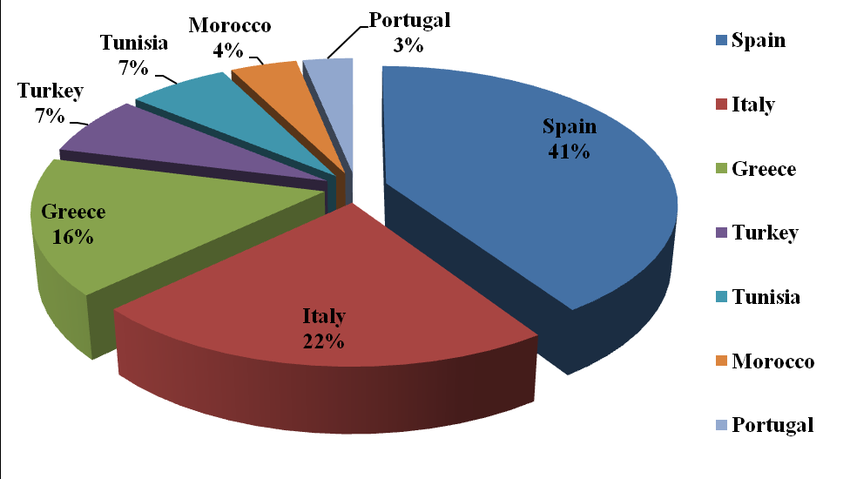 Portugal
3%
Morocco
4%
Tunisia
7%
Turkey
7%
Greece
16%
Italy
22%
Spain
41%
Spain
Italy
Greece
Turkey
Tunisia
Morocco
Portugal